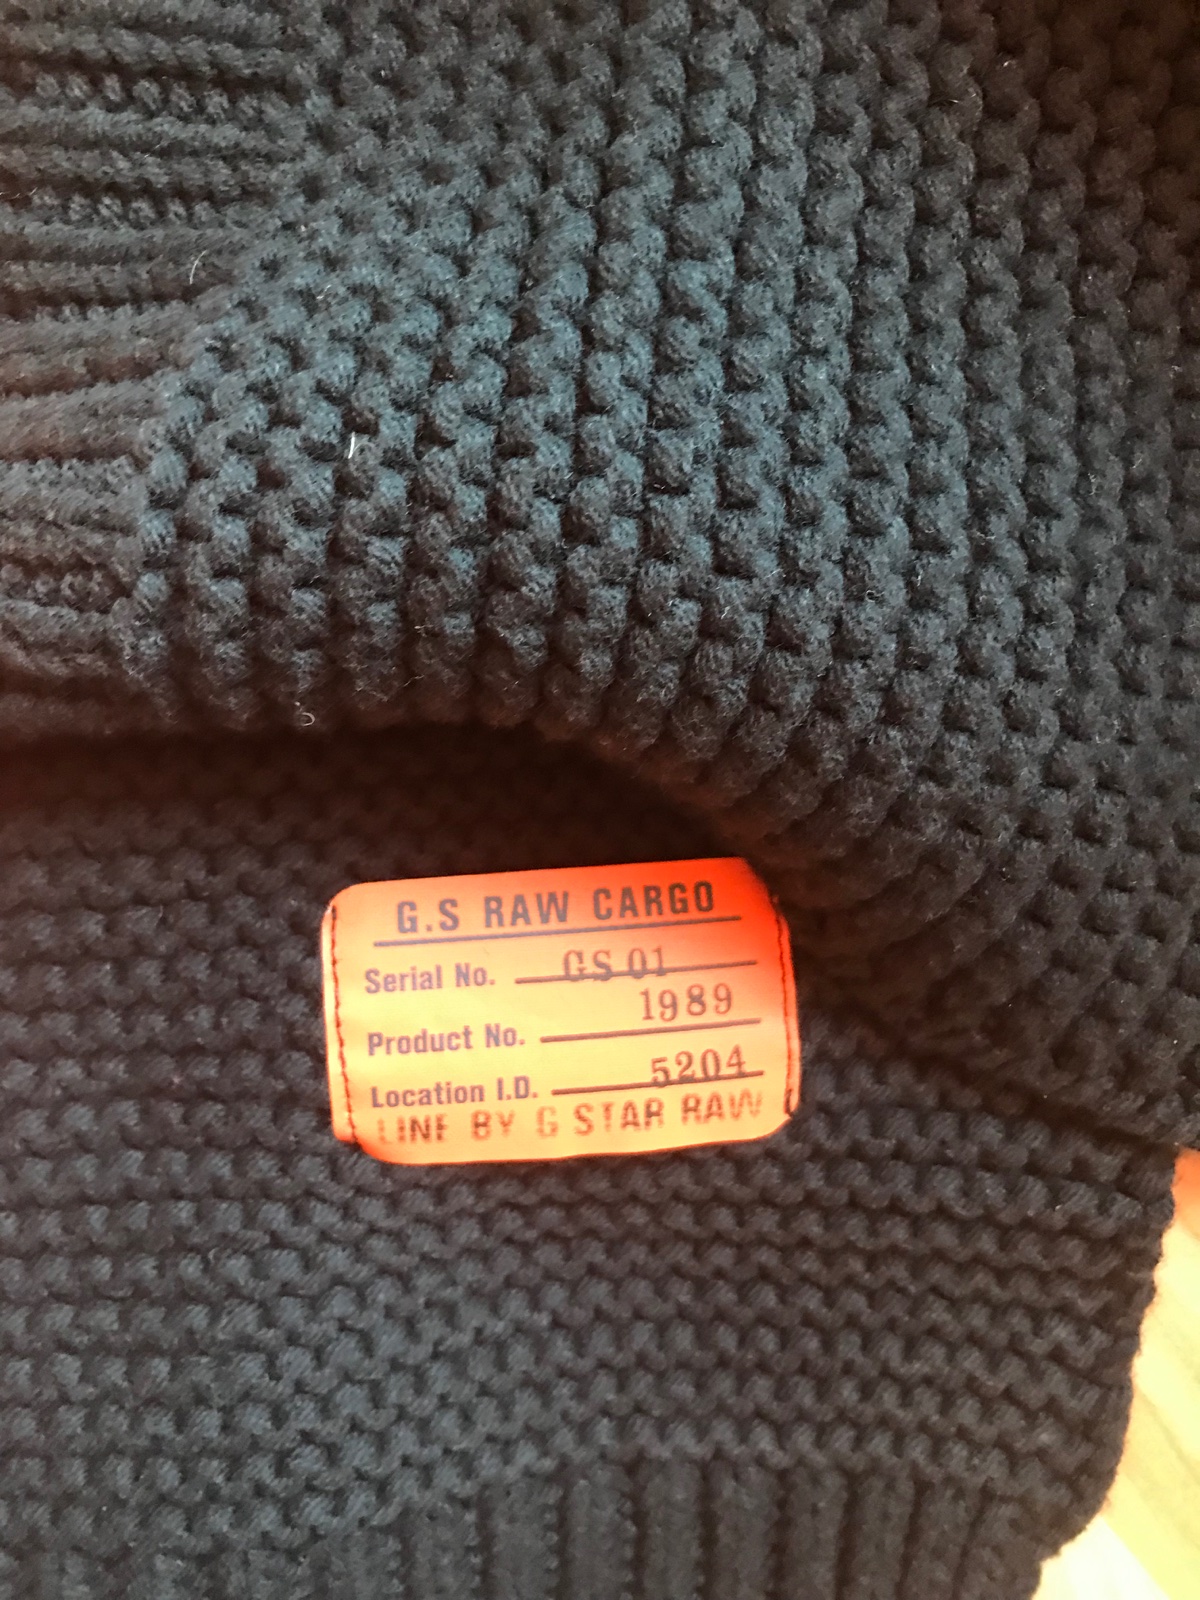 G.S RAW CARGO
Serial No. GS 01
1989
Product No.
5204
Location I.D.
LINE BY G STAR RAW